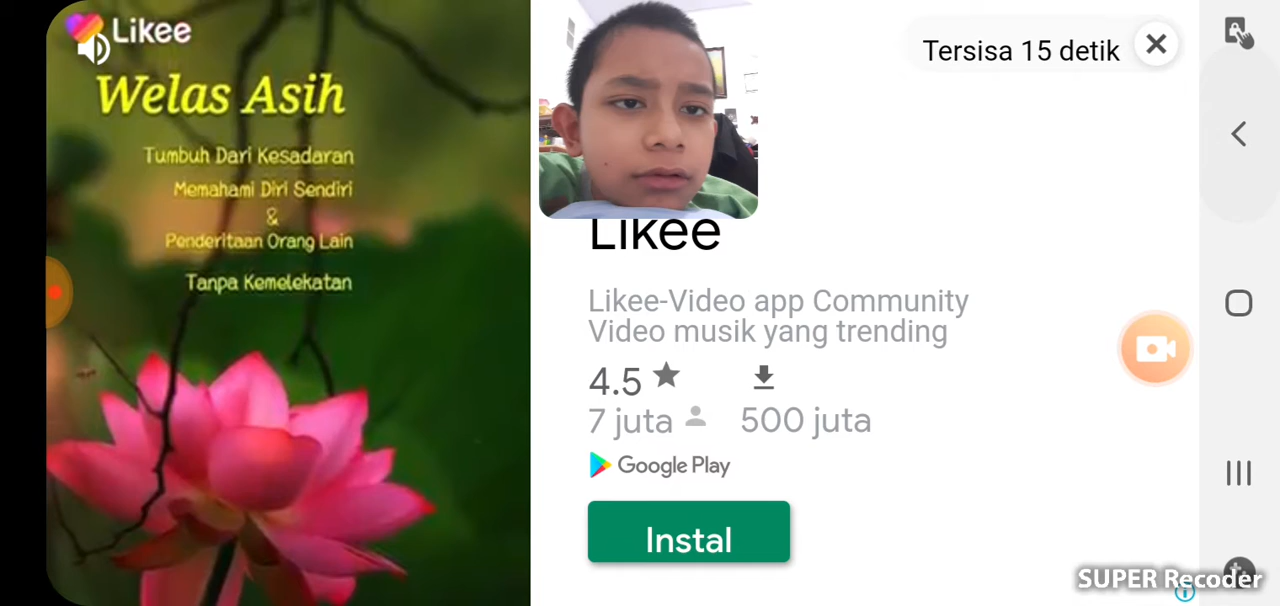 Likee
Welas Asih
Tumbuh Dari Kesadaran
Memahami Diri Sendiri
&
Penderitaan Orang Lain
Tanpa Kemelekatan
Tersisa 15 detik
Likee
Likee-Video app Community
Video musik yang trending
4.5
7 juta 500 juta
Google Play
Instal
SUPER Recoder